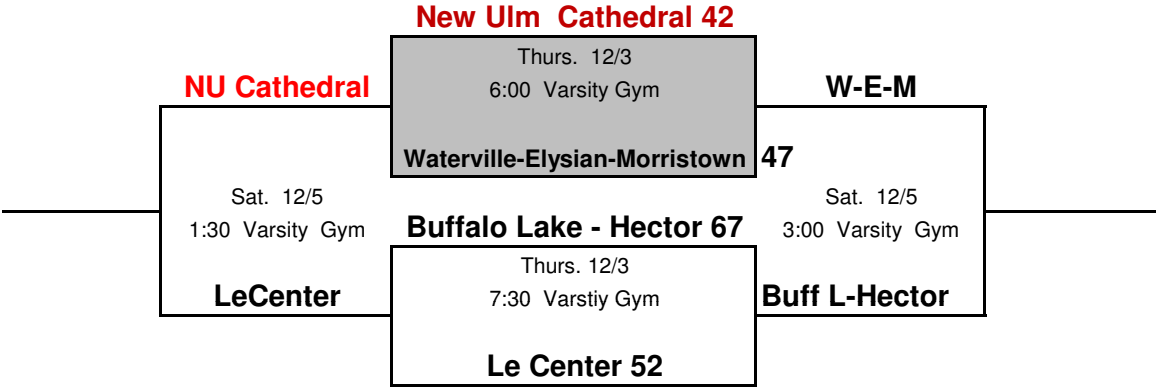 New Ulm  Cathedral 42
Thurs.  12/3
NU Cathedral
6:00  Varsity Gym
W-E-M
Waterville-Elysian-Morristown 47
Sat.  12/5
Sat.  12/5
1:30  Varsity  Gym
Buffalo Lake - Hector 67
3:00  Varsity  Gym
Thurs. 12/3
LeCenter
7:30  Varstiy Gym
Buff L-Hector
Le Center 52